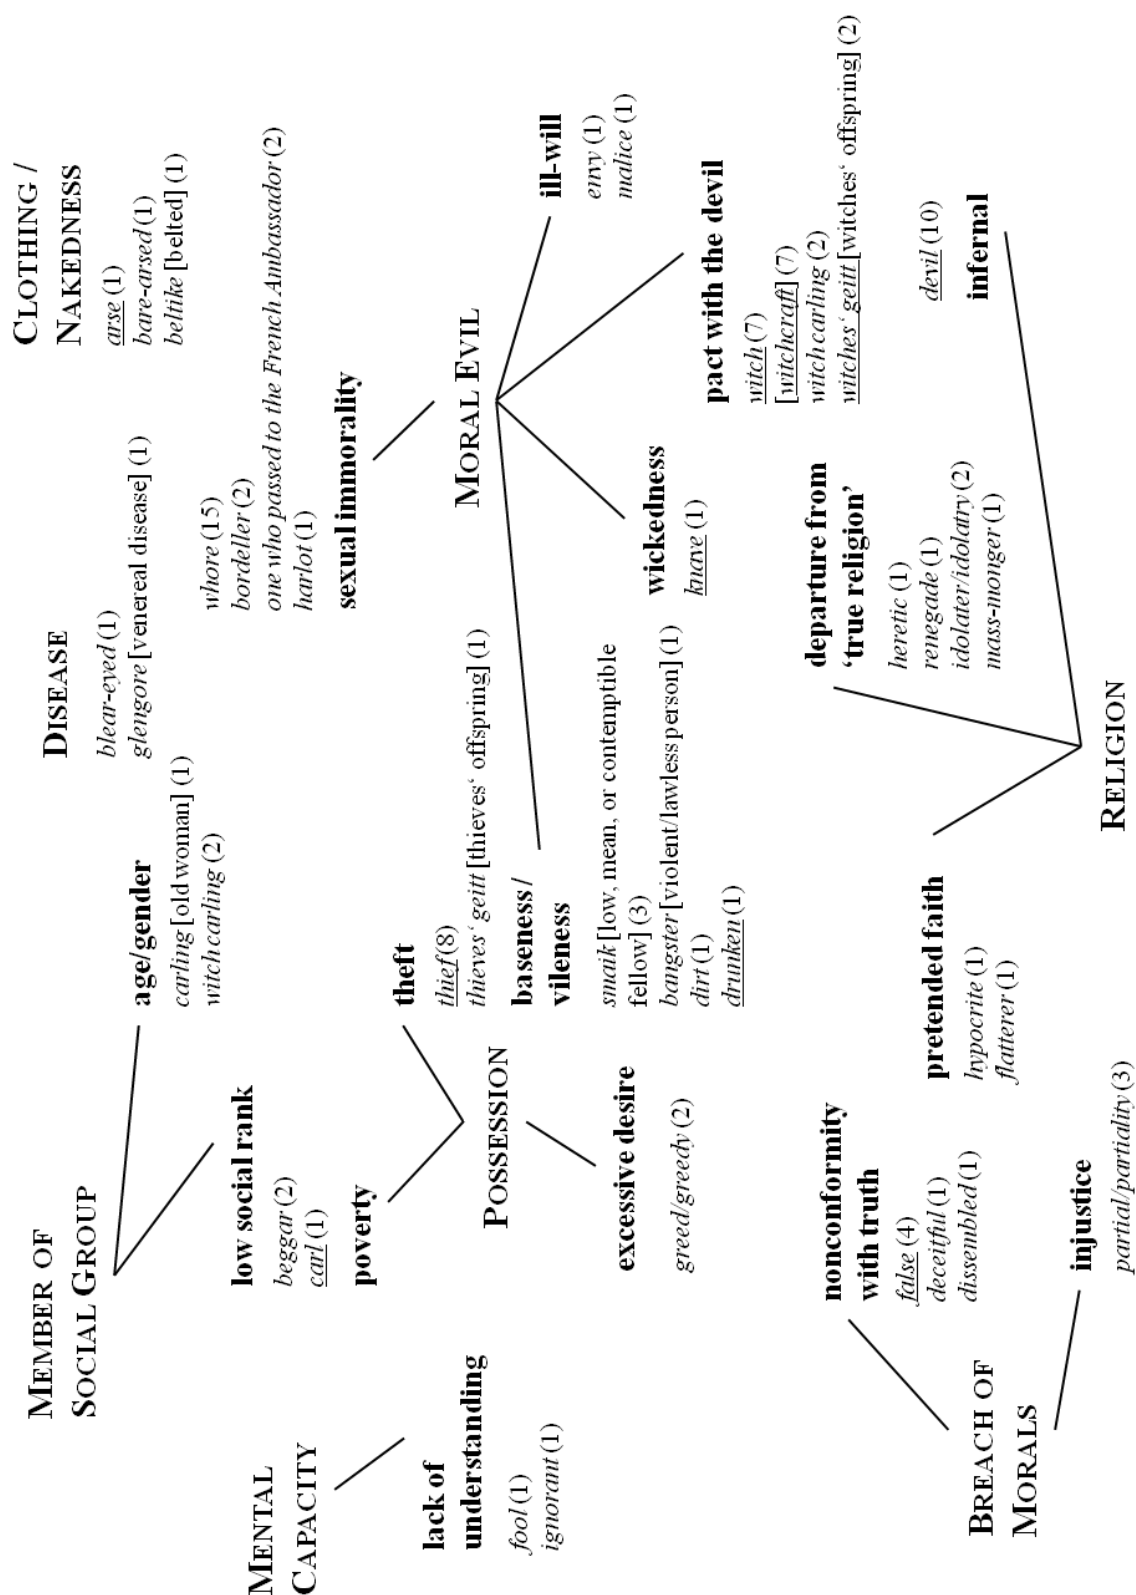 MEMBER OF
SOCIAL GROUP
age/gender
carling [old woman] (1)
witch carling (2)
low social rank
beggar (2)
carl (1)
DISEASE
blear-eyed (1)
glengore [venereal disease] (1)
CLOTHING /
NAKEDNESS
arse (1)
bare-arsed (1)
beltike [belted] (1)
MENTAL
CAPACITY
lack of
understanding
fool (1)
ignorant (1)
poverty
theft
thief (8)
thieves‘ geitt [thieves‘ offspring] (1)
POSSESSION
excessive desire
greed/greedy (2)
whore (15)
bordeller (2)
one who passed to the French Ambassador (2)
harlot (1)
sexual immorality
MORAL EVIL
baseness /
vileness
smaik [low, mean, or contemptible
fellow] (3)
bangster [violent/lawless person] (1)
dirt (1)
drunken (1)
wickedness
knave (1)
ill-will
envy (1)
malice (1)
pact with the devil
witch (7)
[witchcraft] (7)
witch carling (2)
witches‘ geitt [witches‘ offspring] (2)
BREACH OF
MORALS
nonconformity
with truth
false (4)
deceitful (1)
dissembled (1)
injustice
partial/partiality (3)
pretended faith
hypocrite (1)
flatterer (1)
departure from
‘true religion’
heretic (1)
renegade (1)
idolater/idolatry (2)
mass-monger (1)
devil (10)
infernal
RELIGION